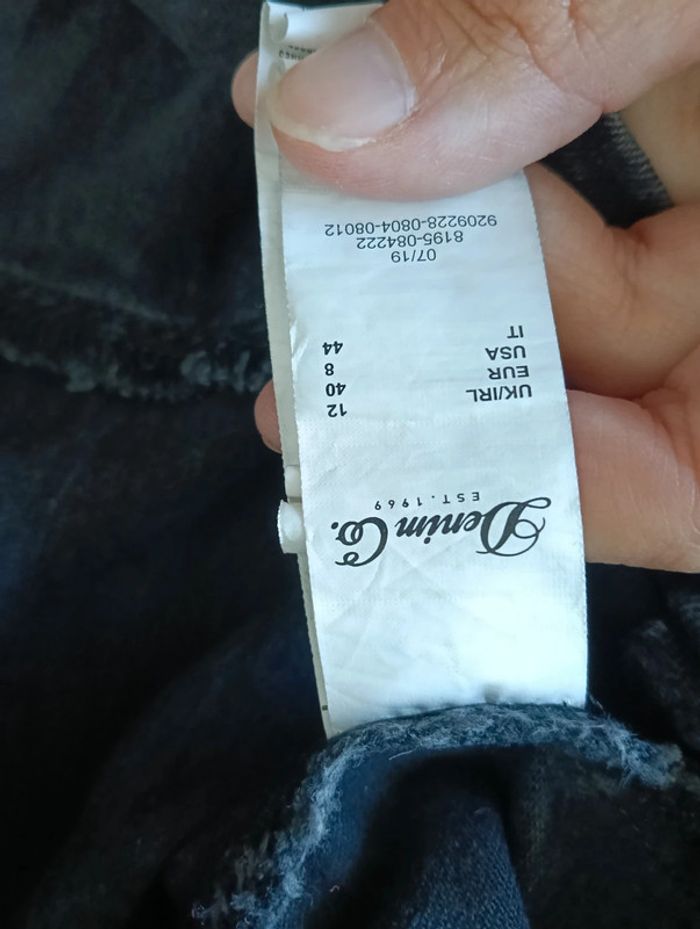 Denim Co.
EST. 1969
UK/IRL 12
EUR 40
USA 8
IT 44
07/19
8195-084222
9209228-0804-08012